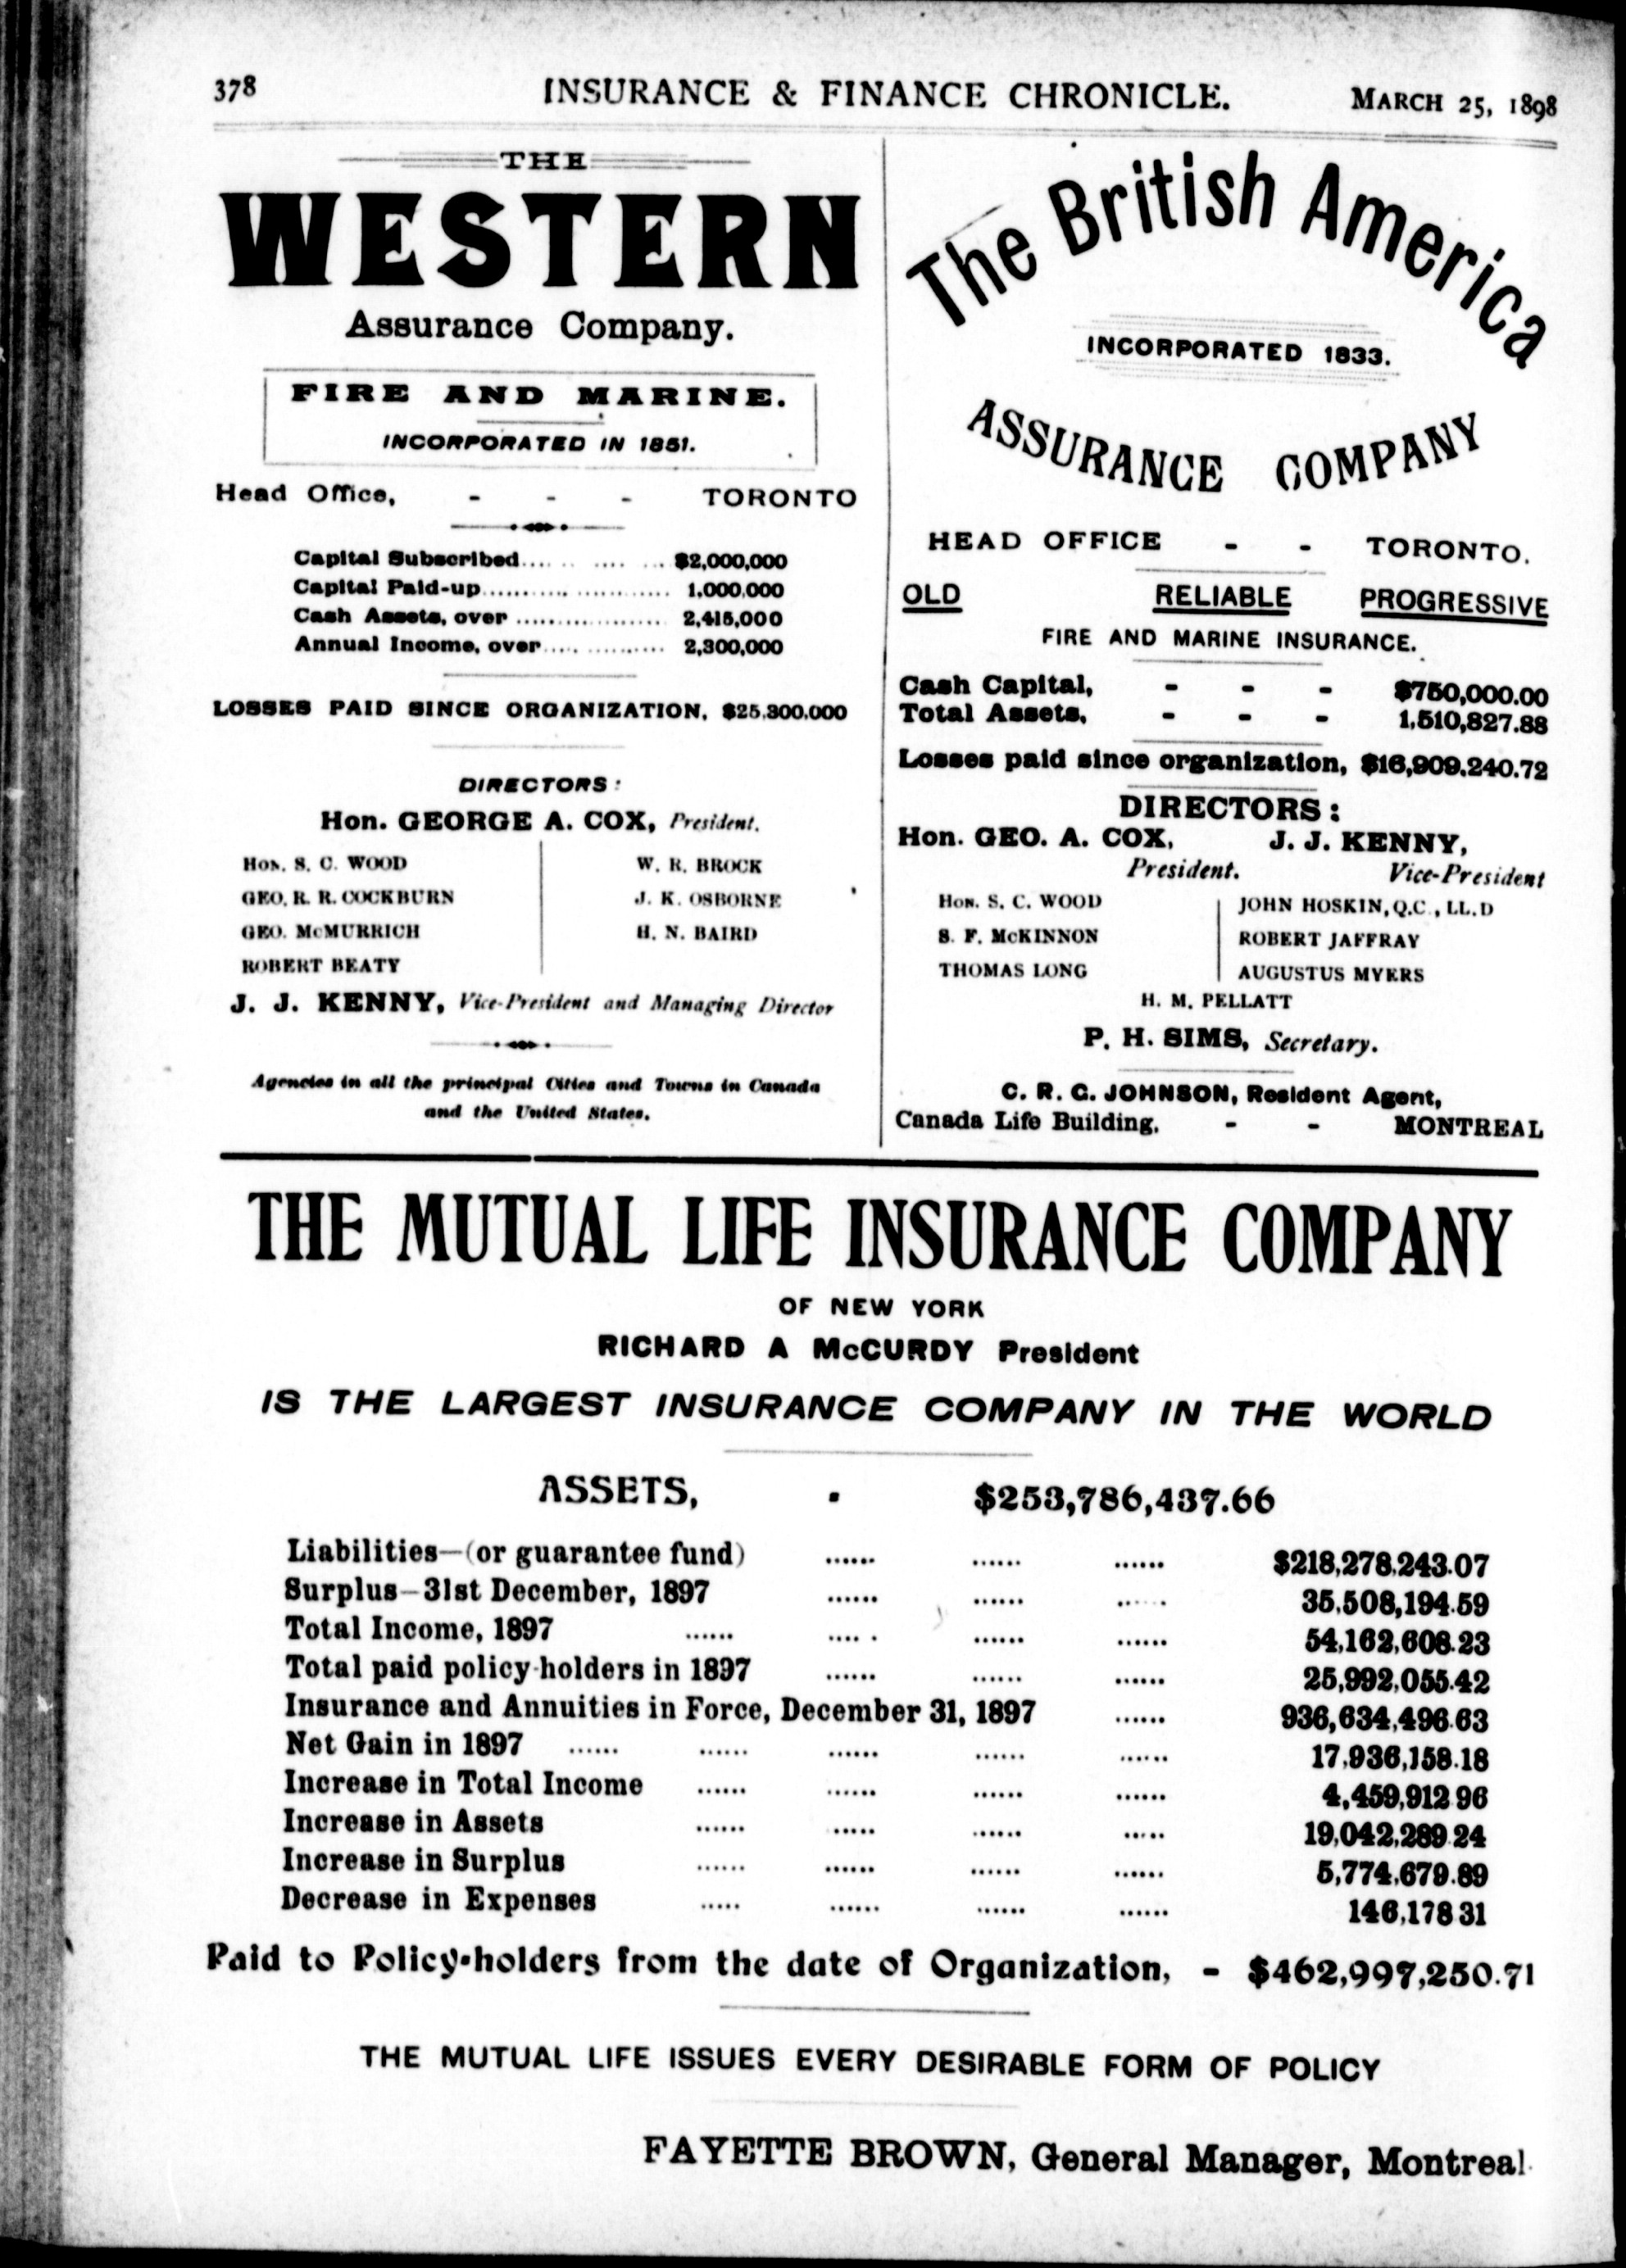 378 INSURANCE & FINANCE CHRONICLE. MARCH 25, 1898
THE
WESTERN
Assurance Company.
FIRE AND MARINE.
INCORPORATED IN 1851.
Head Office, - - - TORONTO
Capital Subscribed.... .. .... ... $2,000,000
Capital Paid-up........................ 1,000,000
Cash Assets, over ................... 2,415,000
Annual Income, over................ 2,300,000
LOSSES PAID SINCE ORGANIZATION, $25,300,000
DIRECTORS:
Hon. GEORGE A. COX, President.
HON. S. C. WOOD
GEO. R. R. COCKBURN
GEO. McMURRICH
ROBERT BEATY
W. R. BROCK
J. K. OSBORNE
H. N. BAIRD
J. J. KENNY, Vice-President and Managing Director
Agencies in all the principal Cities and Towns in Canada
and the United States.
The British America
INCORPORATED 1833.
ASSURANCE COMPANY
HEAD OFFICE - - TORONTO.
OLD RELIABLE PROGRESSIVE
FIRE AND MARINE INSURANCE.
Cash Capital, - - - $750,000.00
Total Assets, - - - 1,510,827.88
Losses paid since organization, $16,909,240.72
DIRECTORS:
Hon. GEO. A. COX, J. J. KENNY,
President. Vice-President
HON. S. C. WOOD
S. F. McKINNON
THOMAS LONG
JOHN HOSKIN, Q.C., LL.D
ROBERT JAFFRAY
AUGUSTUS MYERS
H. M. PELLATT
P. H. SIMS, Secretary.
C. R. G. JOHNSON, Resident Agent,
Canada Life Building, - - MONTREAL
THE MUTUAL LIFE INSURANCE COMPANY
OF NEW YORK
RICHARD A McCURDY President
IS THE LARGEST INSURANCE COMPANY IN THE WORLD
ASSETS, - $253,786,437.66
Liabilities—(or guarantee fund) ...... ...... ...... $218,278,243.07
Surplus—31st December, 1897 ...... ...... ...... 35,508,194.59
Total Income, 1897 ...... ...... ...... ...... 54,162,608.23
Total paid policy-holders in 1897 ...... ...... ...... 25,992,055.42
Insurance and Annuities in Force, December 31, 1897 ...... 936,634,496.63
Net Gain in 1897 ...... ...... ...... ...... ...... 17,936,158.18
Increase in Total Income ...... ...... ...... ...... 4,459,912 96
Increase in Assets ...... ..... ...... ..... 19,042,289.24
Increase in Surplus ...... ...... ...... ...... 5,774,679.89
Decrease in Expenses ..... ...... ...... ...... 146,178 31
Paid to Policy-holders from the date of Organization, - $462,997,250.71
THE MUTUAL LIFE ISSUES EVERY DESIRABLE FORM OF POLICY
FAYETTE BROWN, General Manager, Montreal.